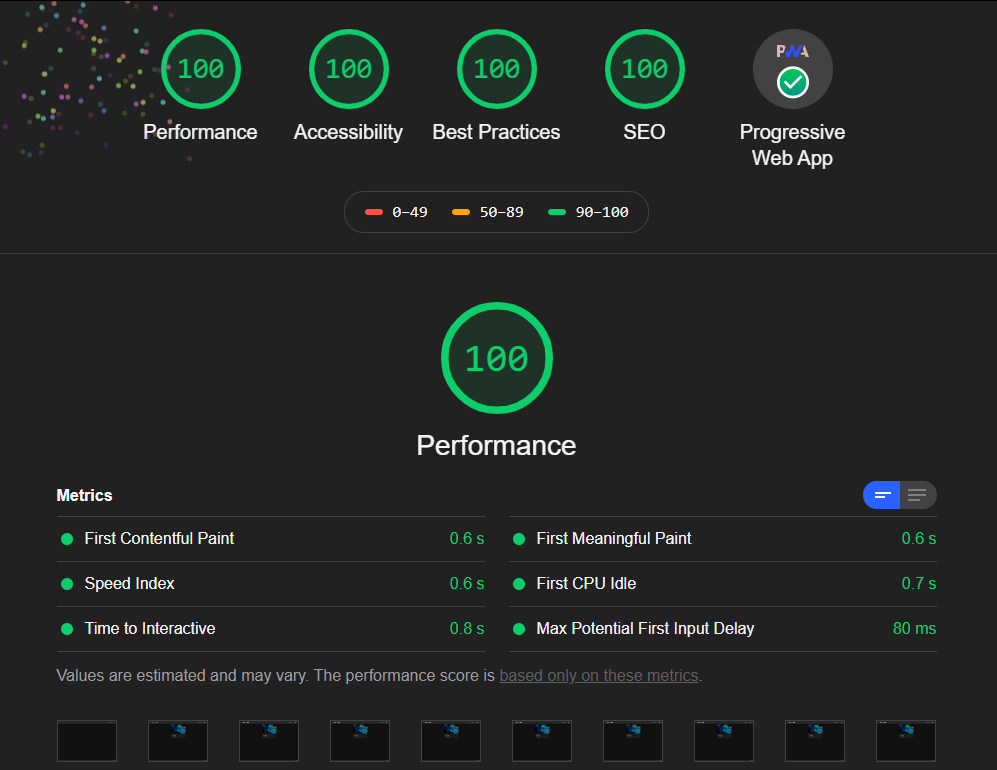 100 100 100 100 PWA
Performance Accessibility Best Practices SEO Progressive
Web App
0–49 50–89 90–100
100
Performance
Metrics
First Contentful Paint 0.6 s First Meaningful Paint 0.6 s
Speed Index 0.6 s First CPU Idle 0.7 s
Time to Interactive 0.8 s Max Potential First Input Delay 80 ms
Values are estimated and may vary. The performance score is based only on these metrics.